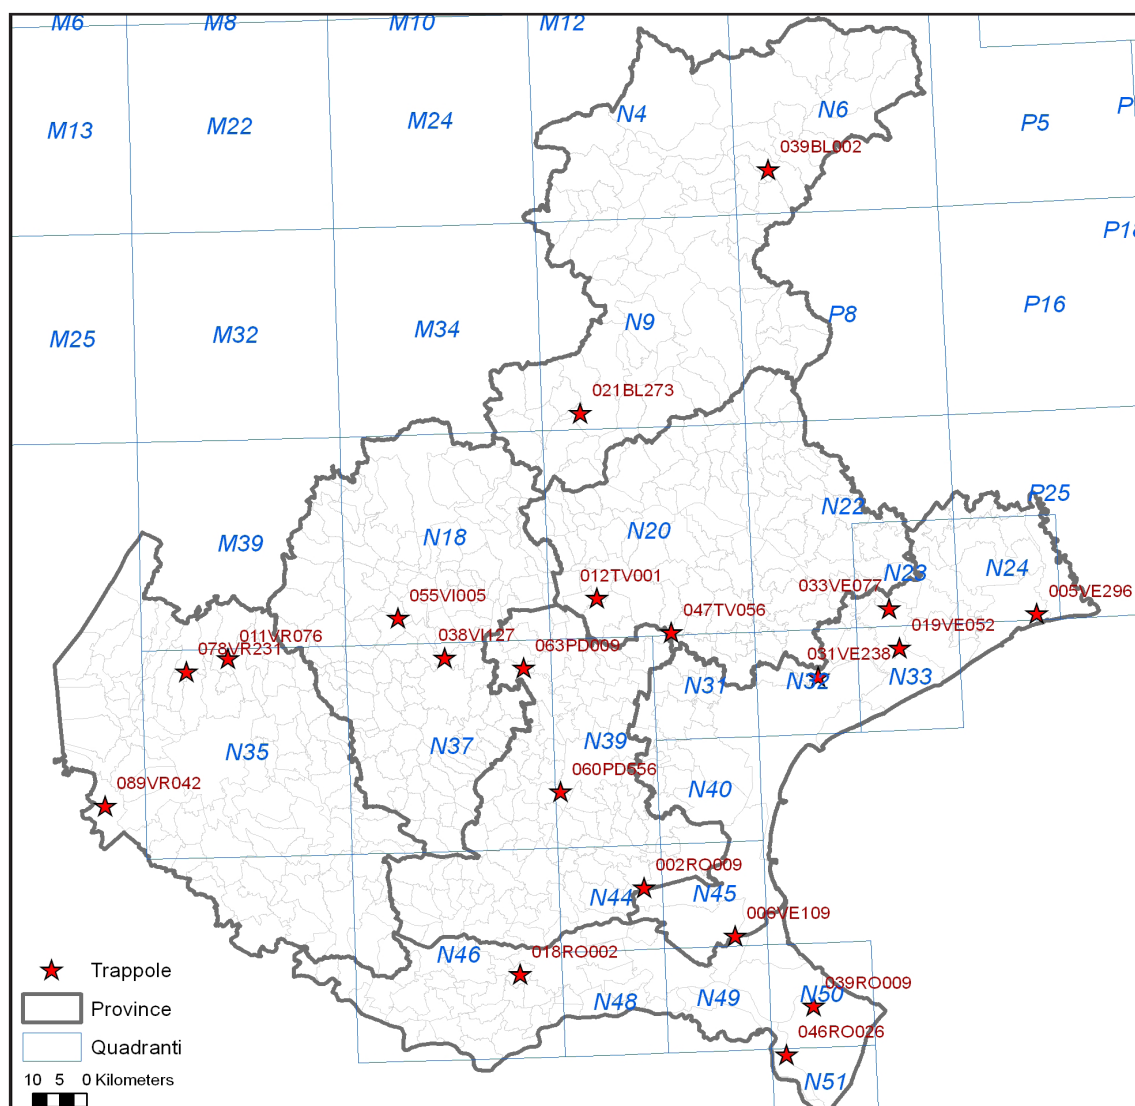 M6 M8 M10 M12
M13 M22 M24 N4 N6 P5
039BL002
P16
M25 M32 M34 N9 P8
021BL273
N18 N20 N22 P25
M39 N23 N24
055VI005 012TV001 033VE077 005VE296
011VR076 038VI127 047TV056 019VE052
078VR231 063PD009 031VE238
N31 N32 N33
N35 N37 N39
089VR042 060PD556 N40
002RO009
N44 N45
006VE109
N46 018RO002
N48 N49 N50 039RO009
046RO026
N51
Trappole
Province
Quadranti
10 5 0 Kilometers